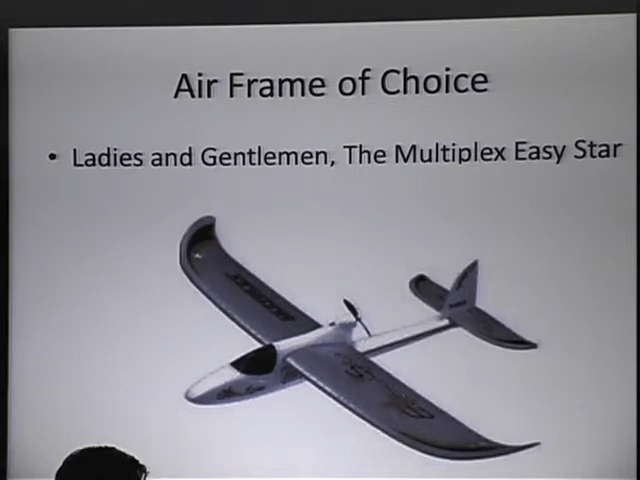 Air Frame of Choice
• Ladies and Gentlemen, The Multiplex Easy Star